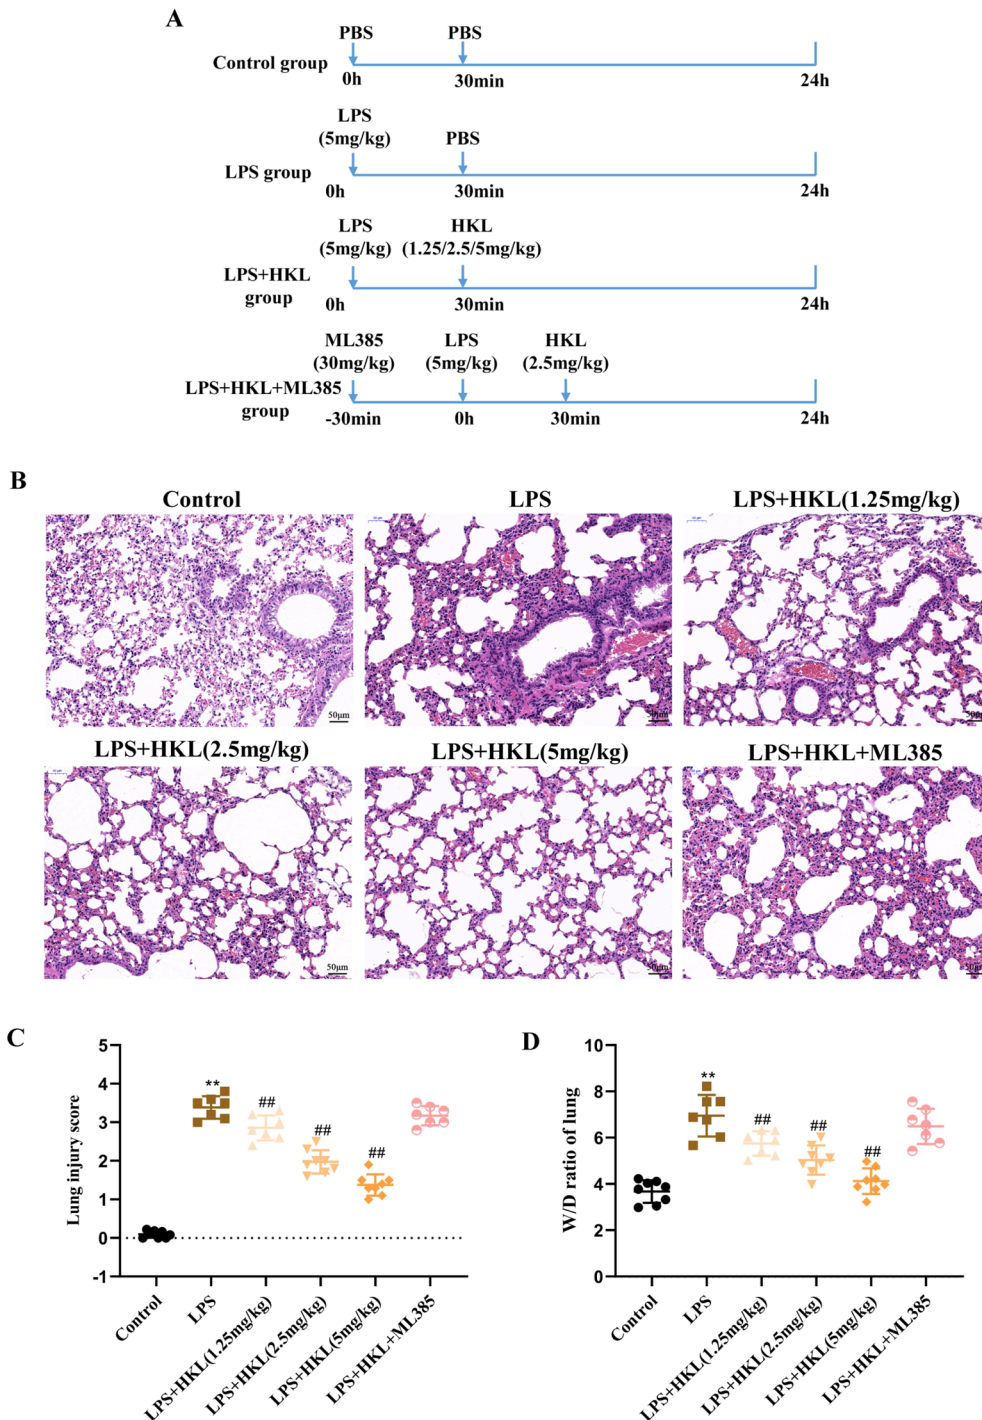 A
PBS PBS
Control group
0h 30min 24h
LPS
(5mg/kg) PBS
LPS group
0h 30min 24h
LPS HKL
(5mg/kg) (1.25/2.5/5mg/kg)
LPS+HKL
group
0h 30min 24h
ML385 LPS HKL
(30mg/kg) (5mg/kg) (2.5mg/kg)
LPS+HKL+ML385
group
-30min 0h 30min 24h
B
Control LPS LPS+HKL(1.25mg/kg)
50μm 50μm 50μm
LPS+HKL(2.5mg/kg) LPS+HKL(5mg/kg) LPS+HKL+ML385
50μm 50μm 50μm
C
Lung injury score
5
4
3
2
1
0
-1
** ## ## ##
Control
LPS
LPS+HKL(1.25mg/kg)
LPS+HKL(2.5mg/kg)
LPS+HKL(5mg/kg)
LPS+HKL+ML385
D
W/D ratio of lung
10
8
6
4
2
0
** ## ## ##
Control
LPS
LPS+HKL(1.25mg/kg)
LPS+HKL(2.5mg/kg)
LPS+HKL(5mg/kg)
LPS+HKL+ML385